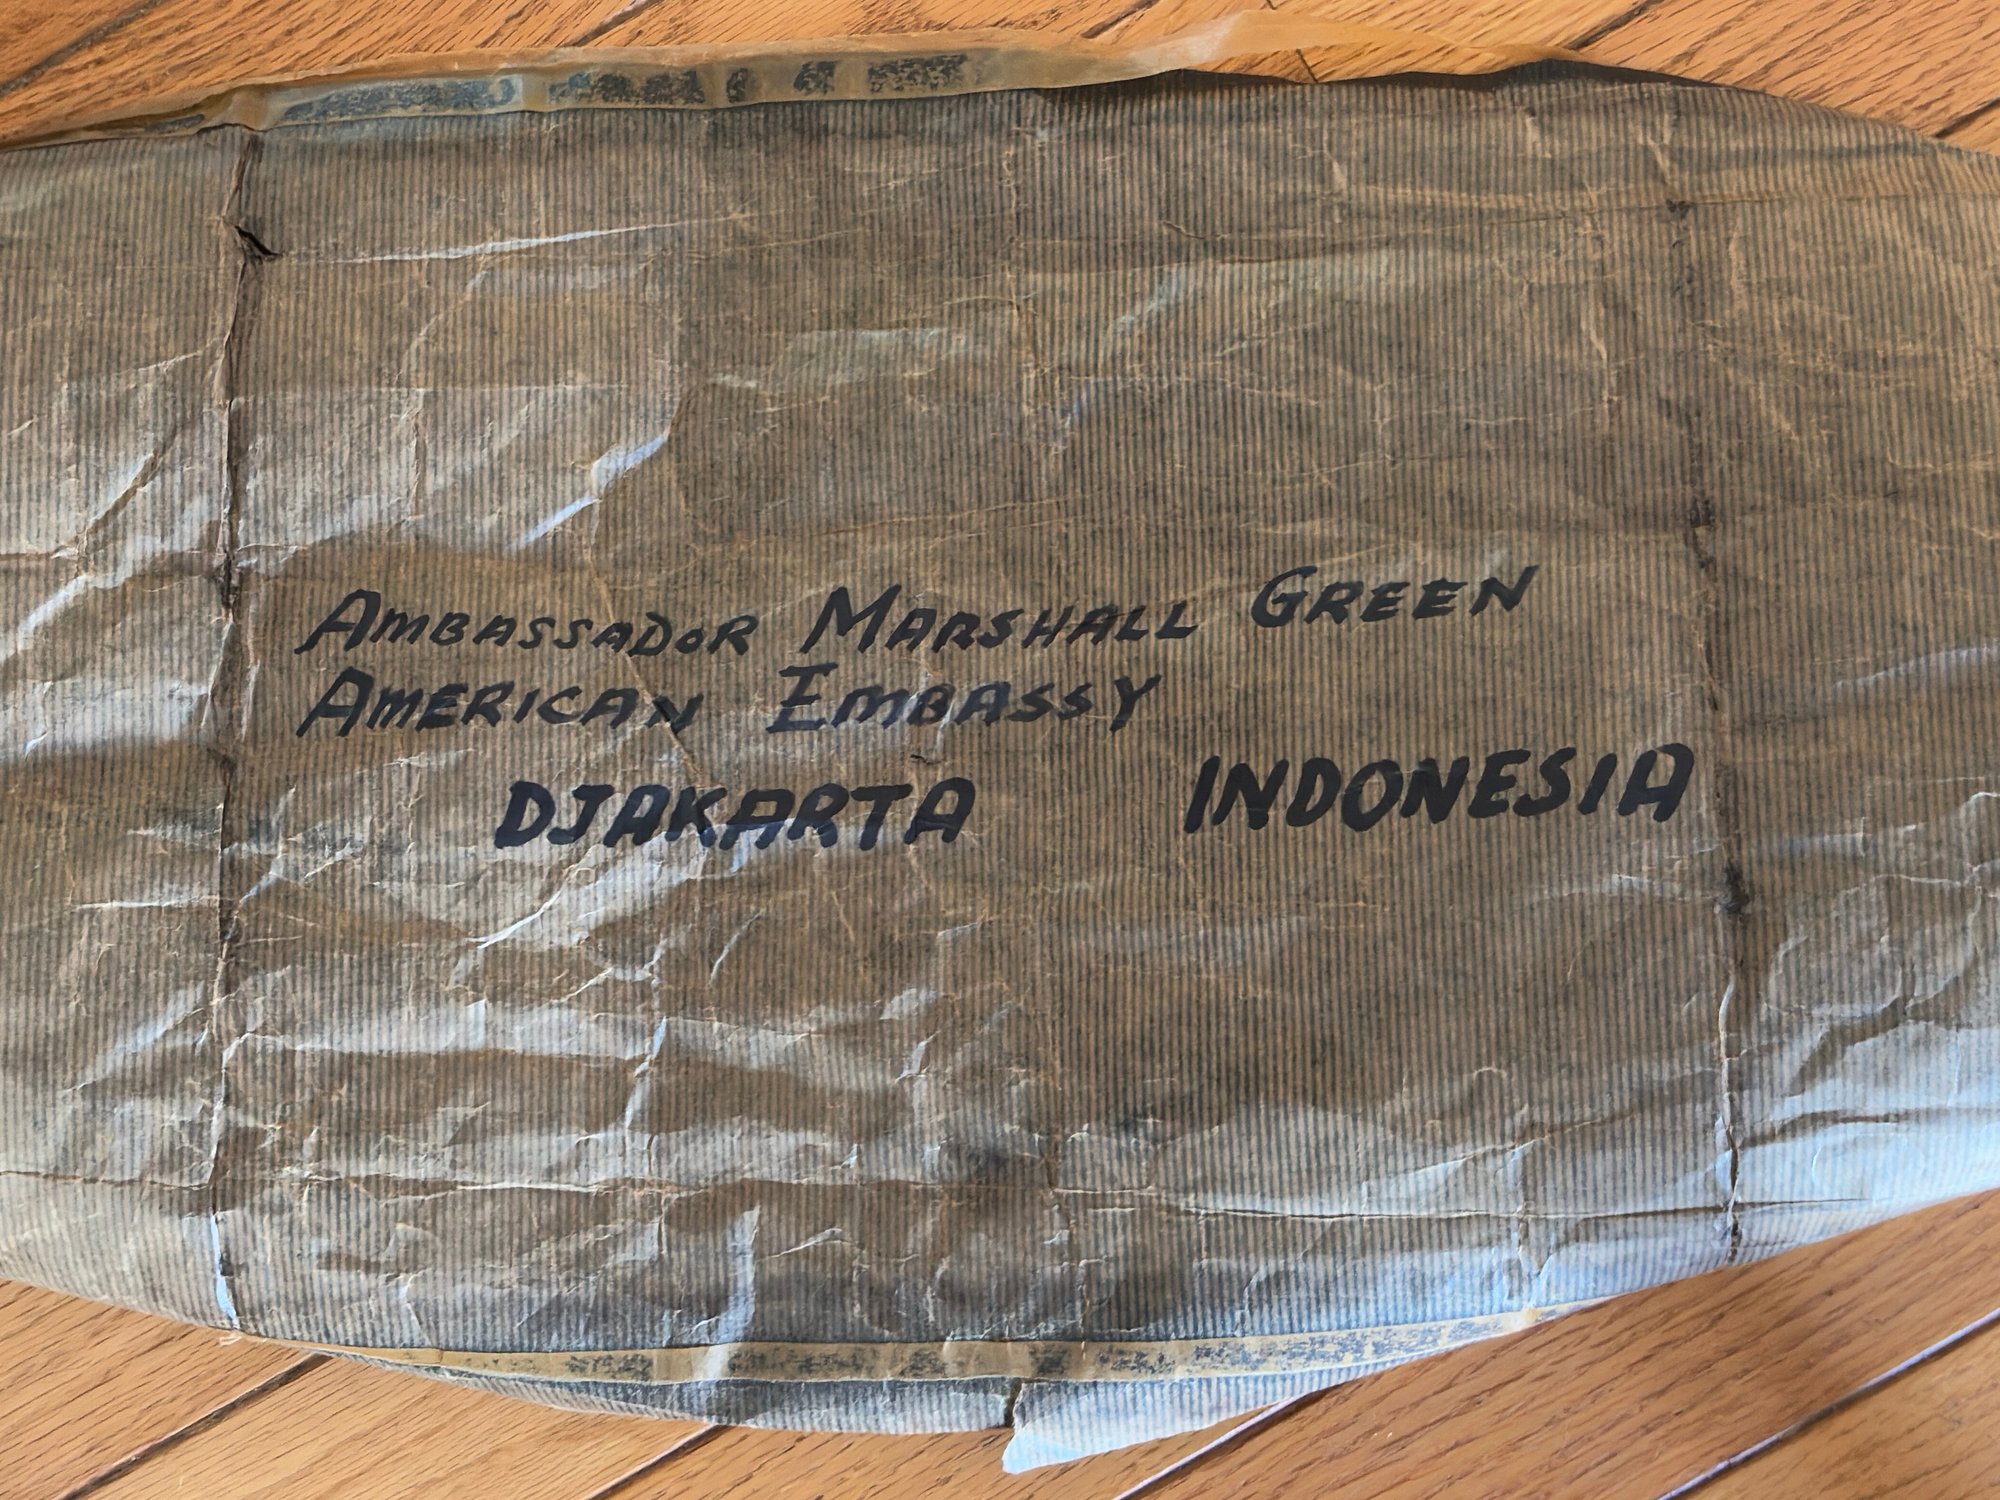 AMBASSADOR MARSHALL GREEN
AMERICAN EMBASSY
DJAKARTA INDONESIA